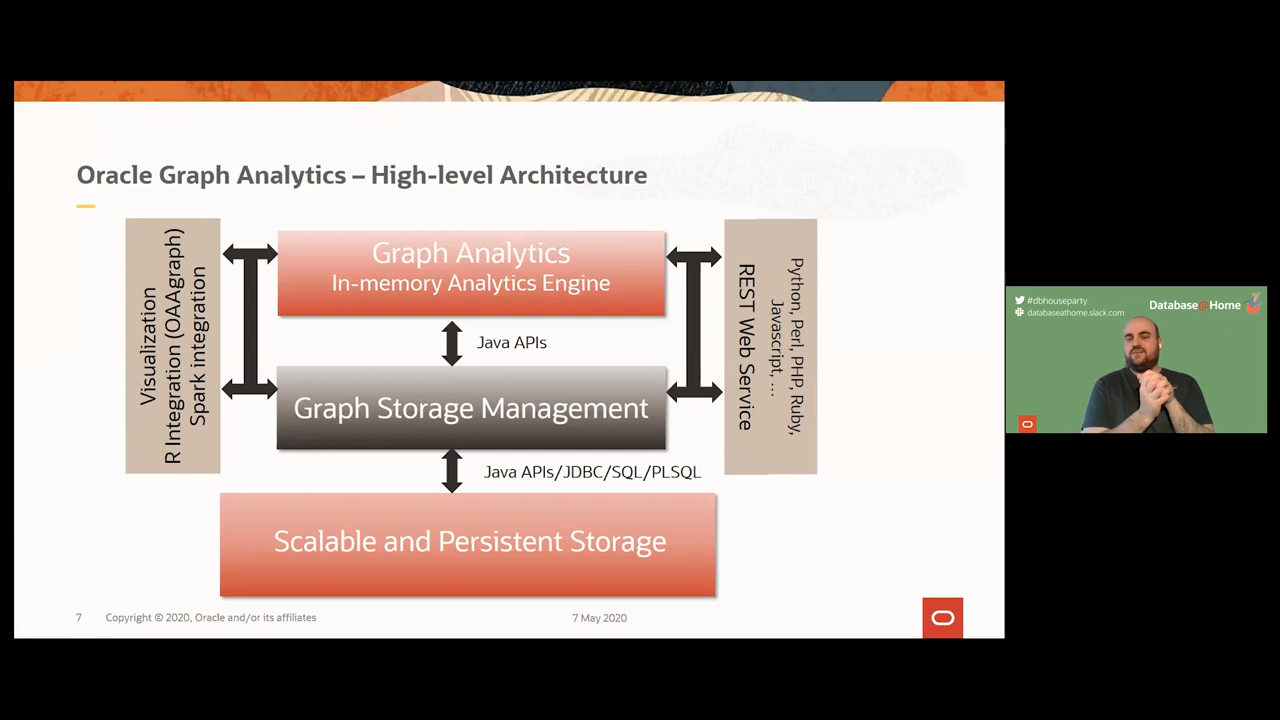 Oracle Graph Analytics – High-level Architecture
Visualization
R Integration (OAAgraph)
Spark integration
Graph Analytics
In-memory Analytics Engine
Java APIs
Graph Storage Management
Java APIs/JDBC/SQL/PLSQL
Scalable and Persistent Storage
REST Web Service
Python, Perl, PHP, Ruby,
Javascript, ...
7 Copyright © 2020, Oracle and/or its affiliates 7 May 2020
#dbhouseparty
databaseathome.slack.com
Database@Home